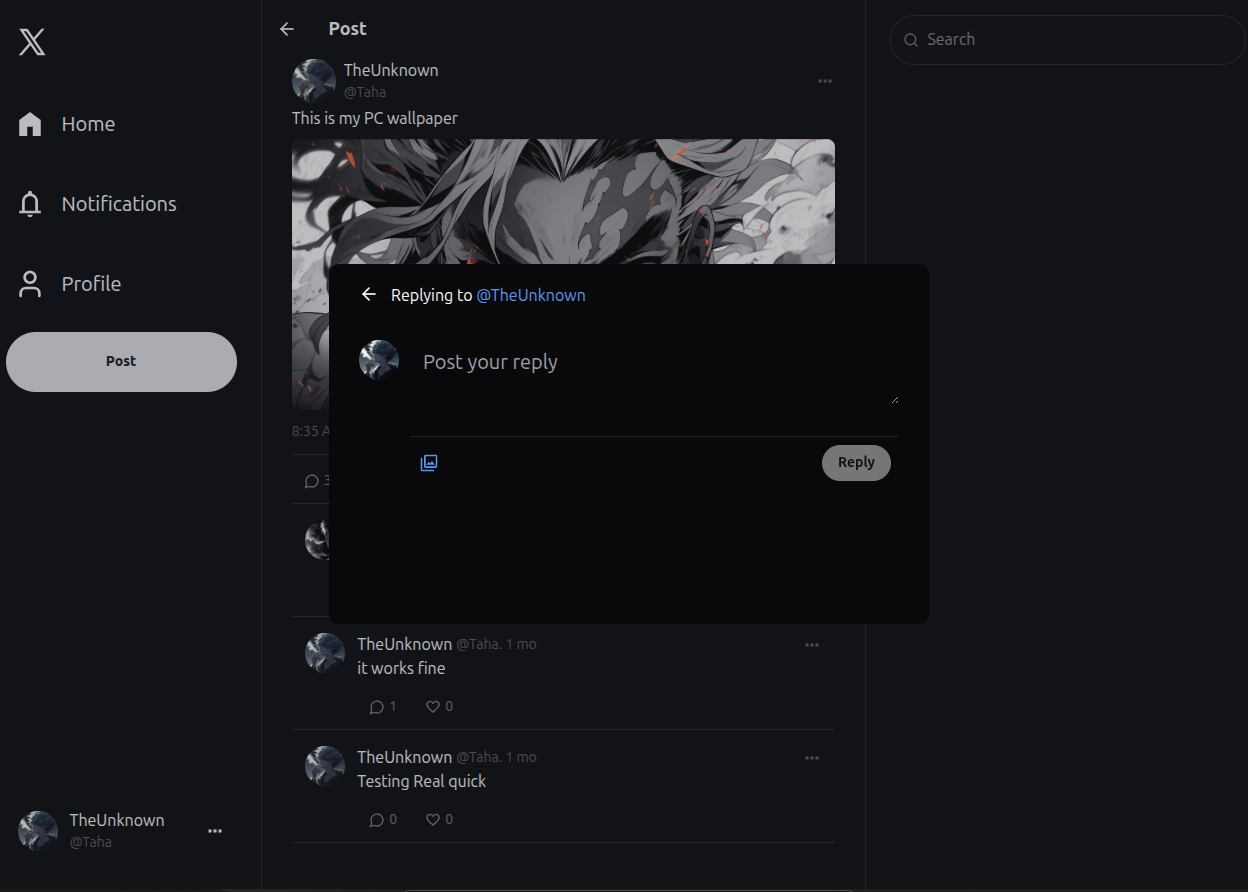 Home
Notifications
Profile
Post
TheUnknown
@Taha
Post
TheUnknown
@Taha
This is my PC wallpaper
8:35 A
3
Replying to @TheUnknown
Post your reply
Reply
TheUnknown @Taha. 1 mo
it works fine
1 0
TheUnknown @Taha. 1 mo
Testing Real quick
0 0
Search